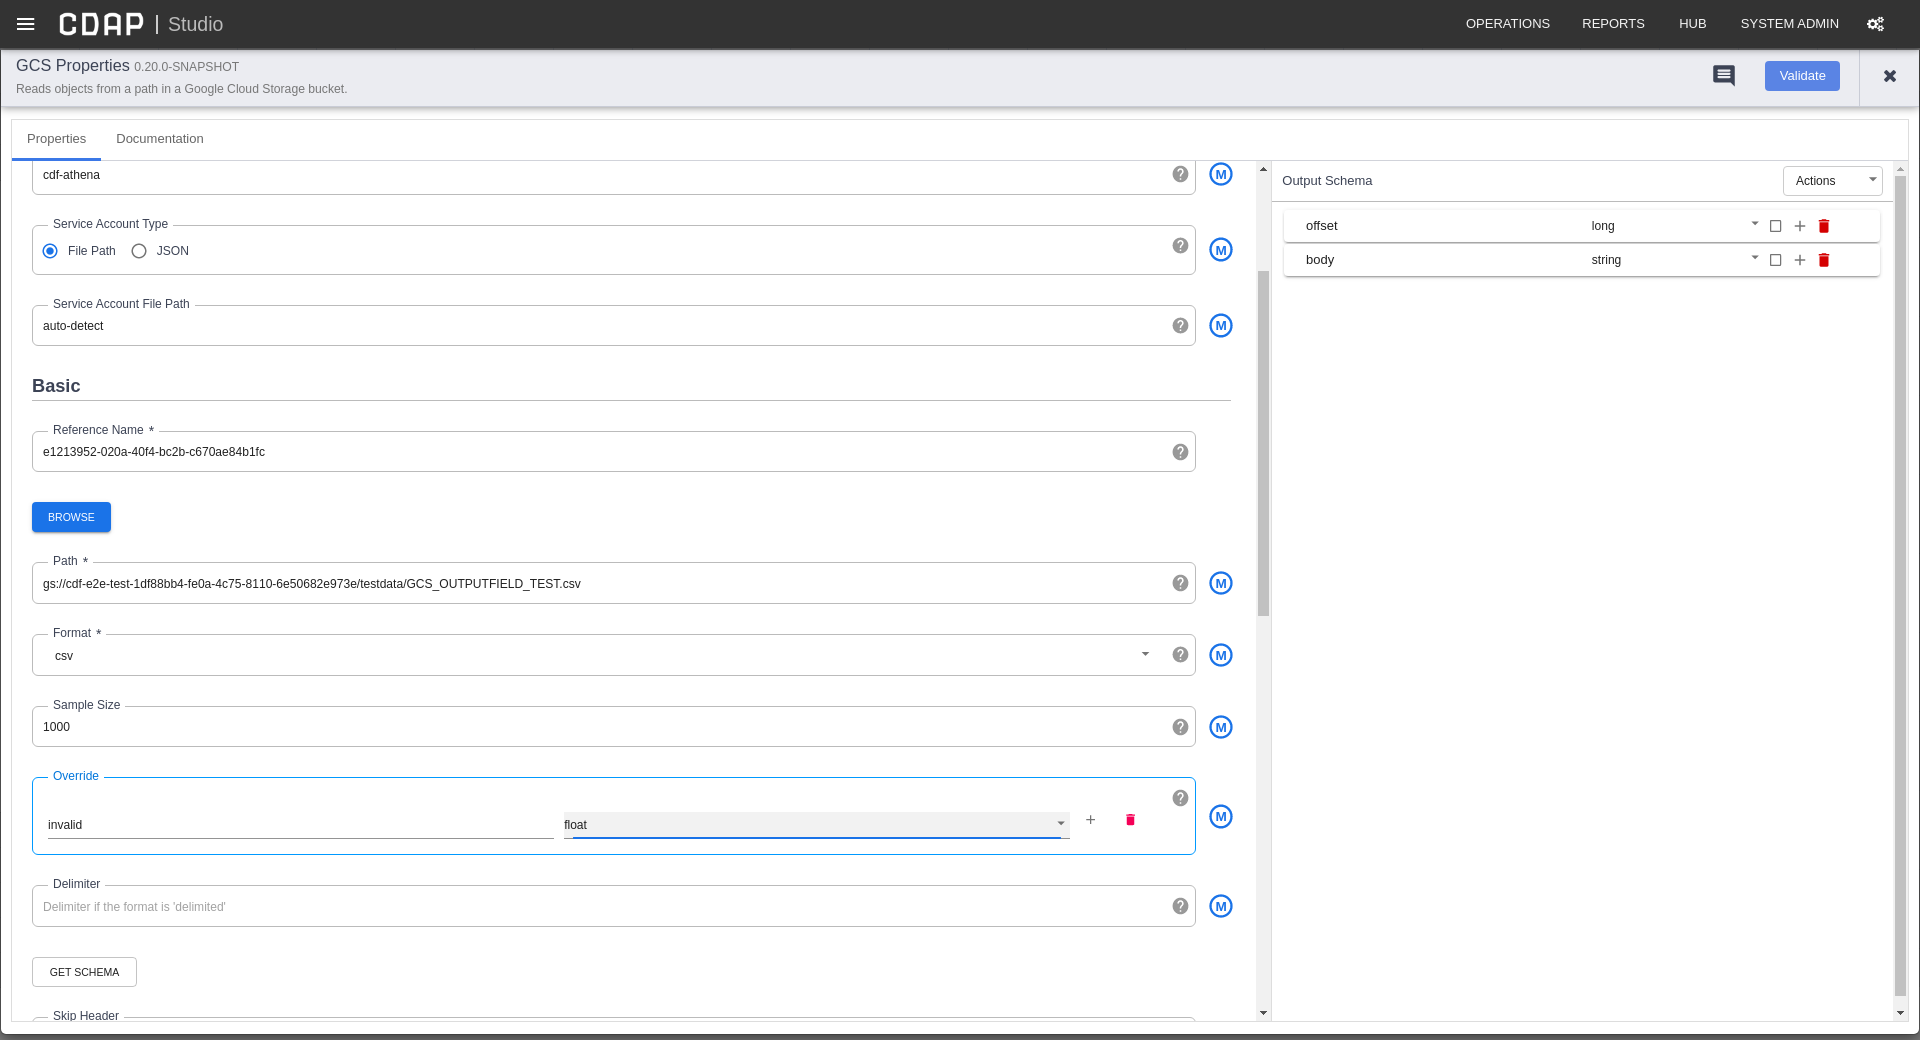 CDAP | Studio
OPERATIONS REPORTS HUB SYSTEM ADMIN
GCS Properties 0.20.0-SNAPSHOT
Reads objects from a path in a Google Cloud Storage bucket.
Validate
Properties Documentation
cdf-athena
M
Service Account Type
File Path JSON
M
Service Account File Path
auto-detect
M
Basic
Reference Name *
e1213952-020a-40f4-bc2b-c670ae84b1fc
BROWSE
Path *
gs://cdf-e2e-test-1df88bb4-fe0a-4c75-8110-6e50682e973e/testdata/GCS_OUTPUTFIELD_TEST.csv
M
Format *
csv
M
Sample Size
1000
M
Override
invalid float
M
Delimiter
Delimiter if the format is 'delimited'
M
GET SCHEMA
Skip Header
Output Schema Actions
offset long
body string